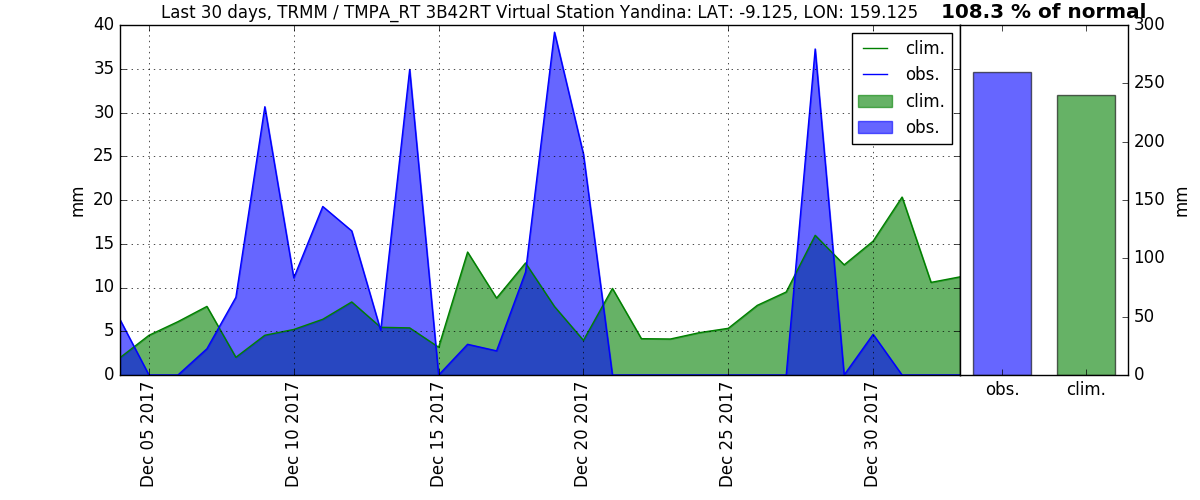 Last 30 days, TRMM / TMPA_RT 3B42RT Virtual Station Yandina: LAT: -9.125, LON: 159.125
108.3 % of normal
40
35
30
25
20
15
10
5
0
mm
clim.
obs.
clim.
obs.
Dec 05 2017
Dec 10 2017
Dec 15 2017
Dec 20 2017
Dec 25 2017
Dec 30 2017
300
250
200
150
100
50
0
mm
obs.
clim.